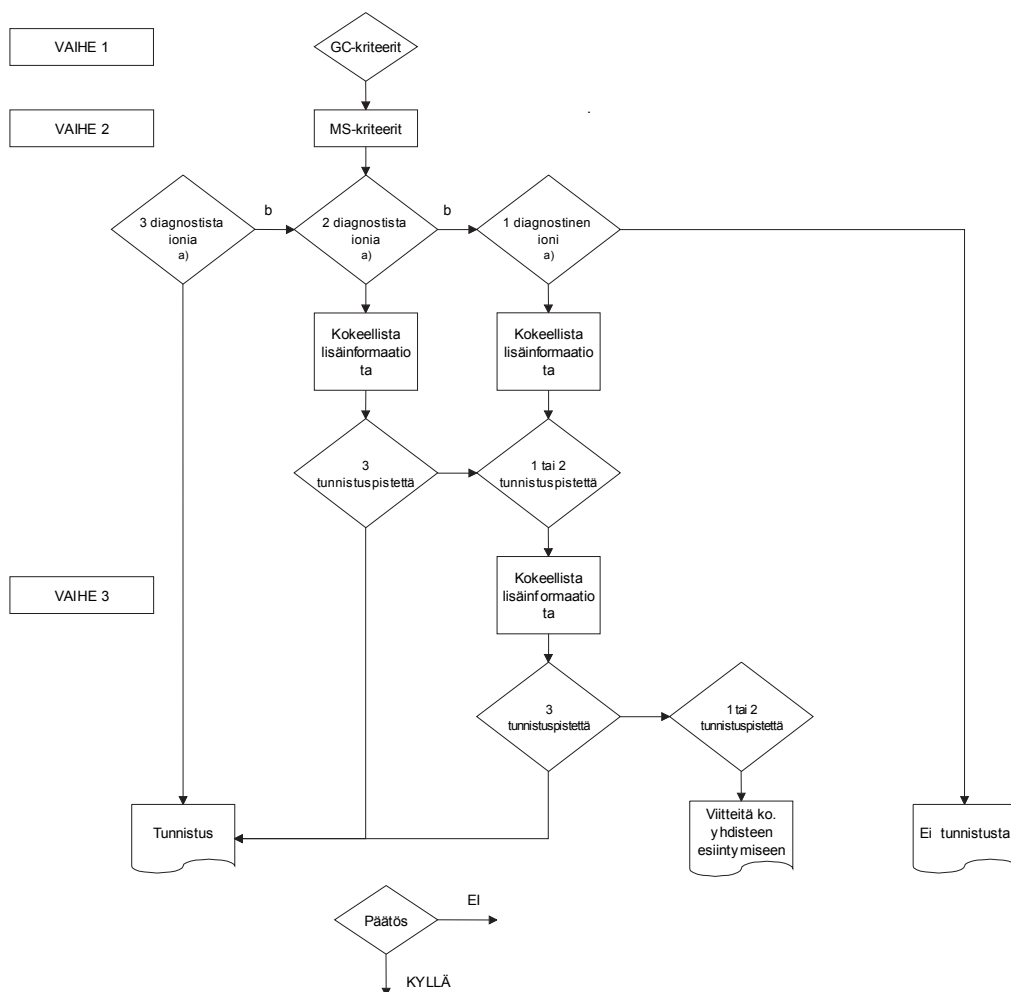 VAIHE 1
GC-kriteerit
VAIHE 2
MS-kriteerit
3 diagnostista
ionia
a)
b
2 diagnostista
ionia
a)
b
1 diagnostinen
ioni
a)
Kokeellista
lisäinformaatio
ta
Kokeellista
lisäinformaatio
ta
3
tunnistuspistettä
1 tai 2
tunnistuspistettä
VAIHE 3
Kokeellista
lisäinformaatio
ta
3
tunnistuspistettä
1 tai 2
tunnistuspistettä
Tunnistus
Viitteitä ko.
yhdisteen
esiintymiseen
Ei tunnistusta
Päätös
EI
KYLLÄ